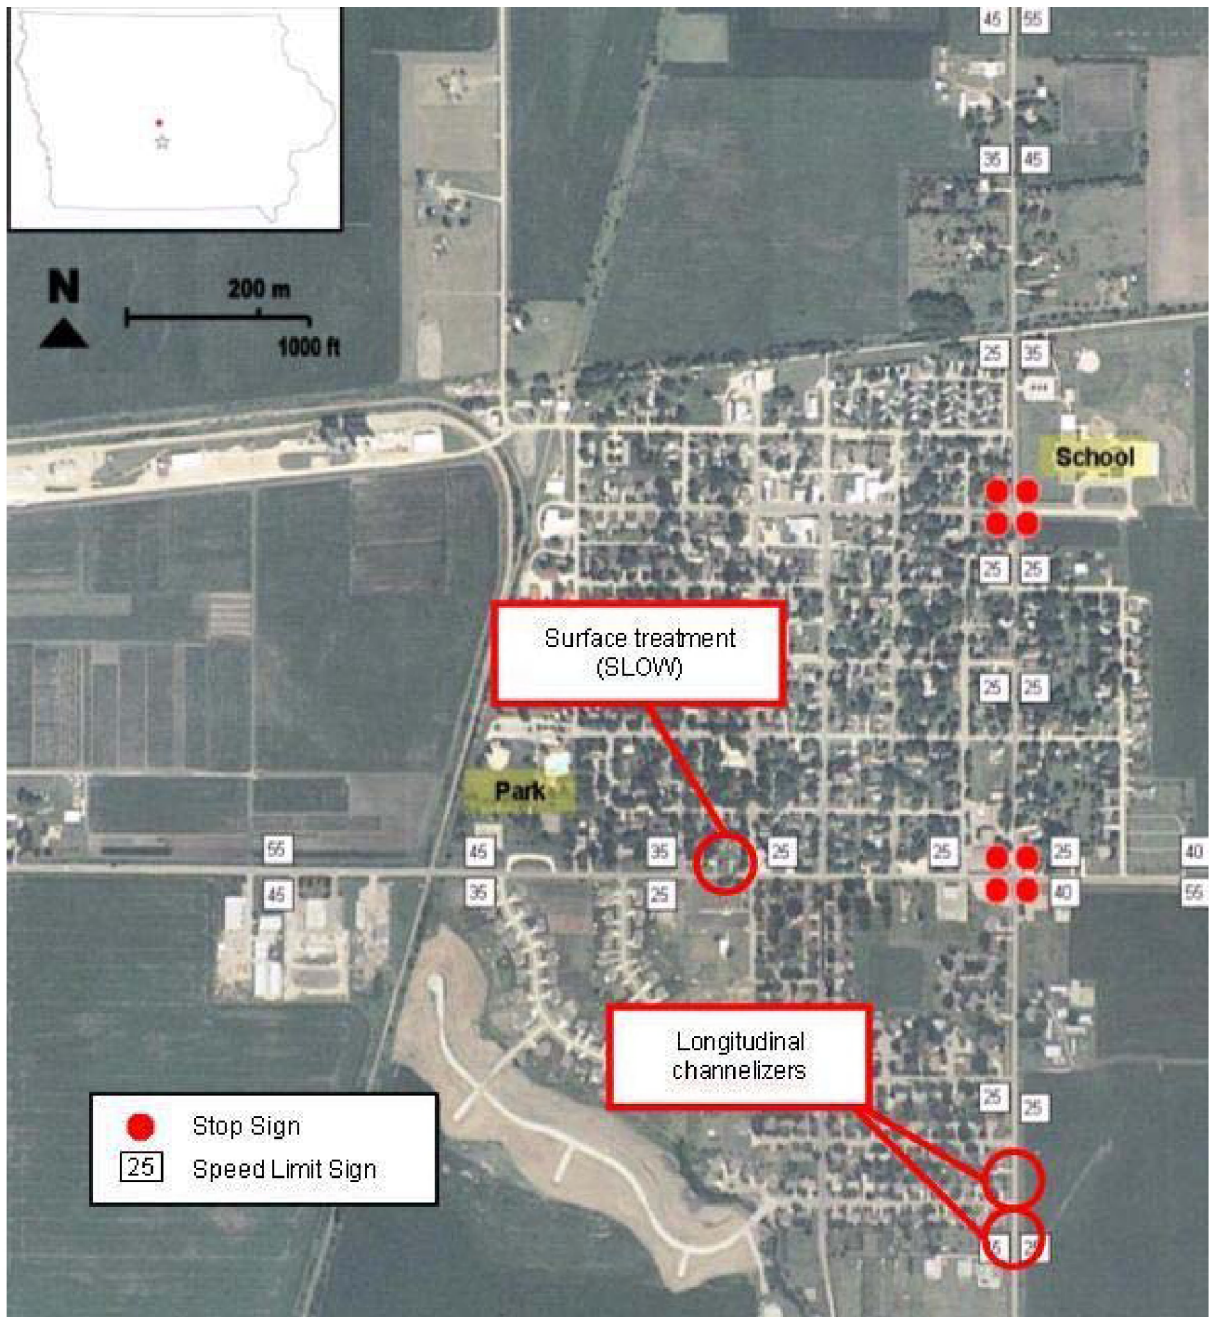 45 55
35 45
N
200 m
1000 ft
25 35
School
25 25
Surface treatment
(SLOW)
25 25
Park
55 45 35 25 25 25 40
45 35 25 40 55
Longitudinal
channelizers
25 25
Stop Sign
25 Speed Limit Sign